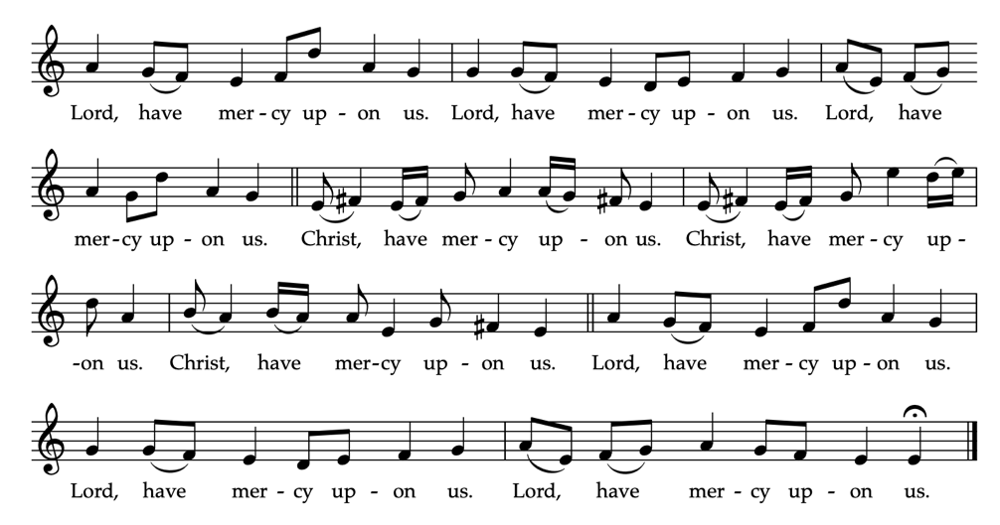 Lord, have mer - cy up - on us. Lord, have mer - cy up - on us. Lord, have
mer - cy up - on us. Christ, have mer - cy up - on us. Christ, have mer - cy up -
-on us. Christ, have mer - cy up - on us. Lord, have mer - cy up - on us.
Lord, have mer - cy up - on us. Lord, have mer - cy up - on us.